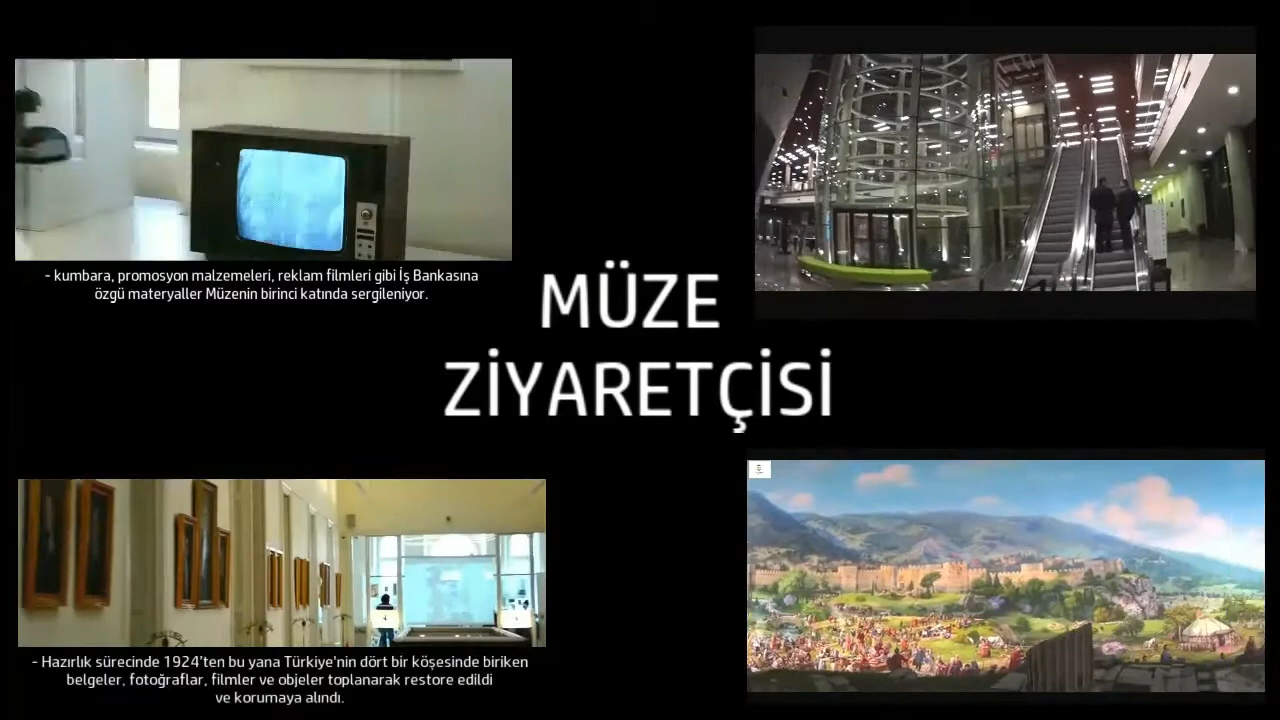 - kumbara, promosyon malzemeleri, reklam filmleri gibi İş Bankasına
özgü materyaller Müzenin birinci katında sergileniyor.
MÜZE
ZİYARETÇİSİ
- Hazırlık sürecinde 1924'ten bu yana Türkiye'nin dört bir köşesinde biriken
belgeler, fotoğraflar, filmler ve objeler toplanarak restore edildi
ve korumaya alındı.